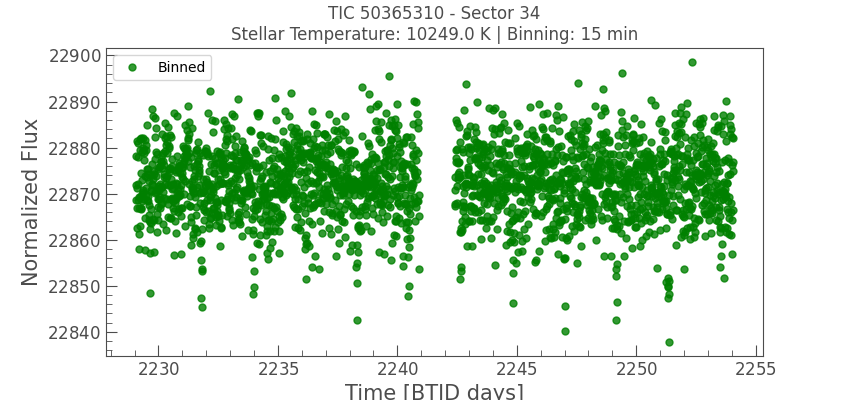 TIC 50365310 - Sector 34
Stellar Temperature: 10249.0 K | Binning: 15 min
Binned
Normalized Flux
22900
22890
22880
22870
22860
22850
22840
2230
2235
2240
2245
2250
2255
Time [BTJD days]